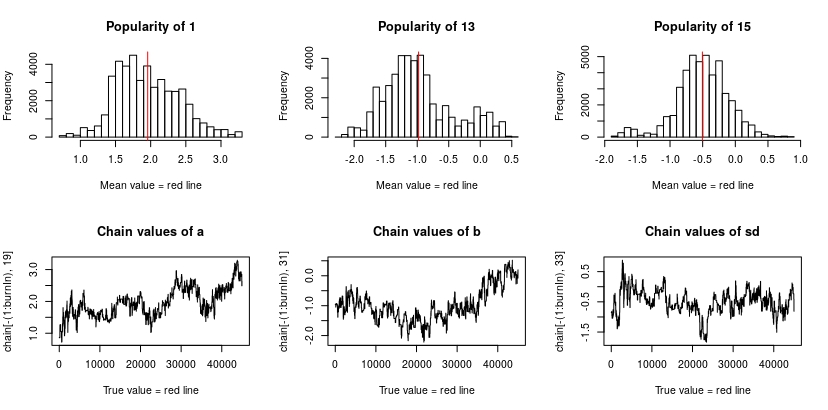 Popularity of 1
Frequency
0 2000 4000
1.0 1.5 2.0 2.5 3.0
Mean value = red line
Popularity of 13
Frequency
0 2000 4000
-2.0 -1.5 -1.0 -0.5 0.0 0.5
Mean value = red line
Popularity of 15
Frequency
0 2000 5000
-2.0 -1.5 -1.0 -0.5 0.0 0.5 1.0
Mean value = red line
Chain values of a
chain[-(1:burnIn), 19]
1.0 2.0 3.0
0 10000 20000 30000 40000
True value = red line
Chain values of b
chain[-(1:burnIn), 31]
-2.0 -1.0 0.0
0 10000 20000 30000 40000
True value = red line
Chain values of sd
chain[-(1:burnIn), 33]
-1.5 -0.5 0.5
0 10000 20000 30000 40000
True value = red line